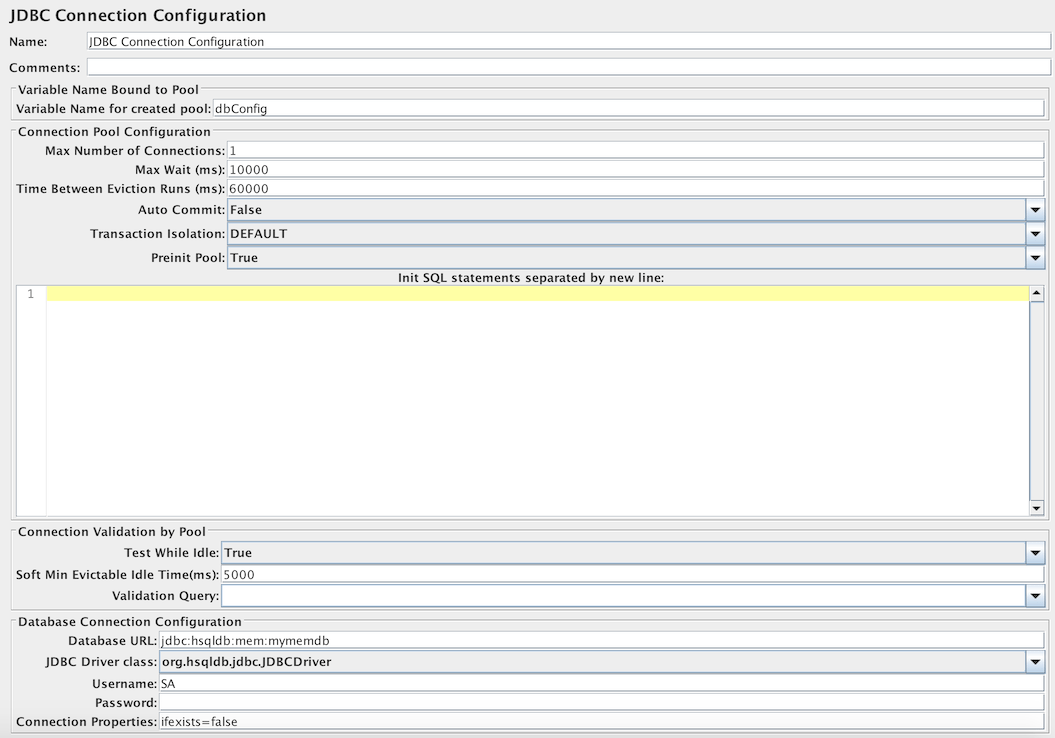 JDBC Connection Configuration
Name: JDBC Connection Configuration
Comments:
Variable Name Bound to Pool
Variable Name for created pool: dbConfig
Connection Pool Configuration
Max Number of Connections: 1
Max Wait (ms): 10000
Time Between Eviction Runs (ms): 60000
Auto Commit: False
Transaction Isolation: DEFAULT
Preinit Pool: True
Init SQL statements separated by new line:
1
Connection Validation by Pool
Test While Idle: True
Soft Min Evictable Idle Time(ms): 5000
Validation Query:
Database Connection Configuration
Database URL: jdbc:hsqldb:mem:mymemdb
JDBC Driver class: org.hsqldb.jdbc.JDBCDriver
Username: SA
Password:
Connection Properties: ifexists=false